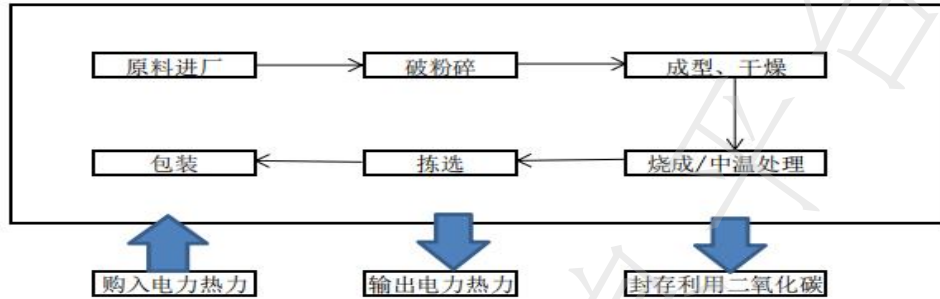 原料进厂
破粉碎
成型、干燥
包装
拣选
烧成/中温处理
购入电力热力
输出电力热力
封存利用二氧化碳